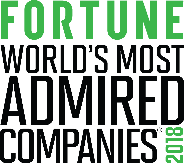 FORTUNE
WORLD'S MOST
ADMIRED
COMPANIES
2018